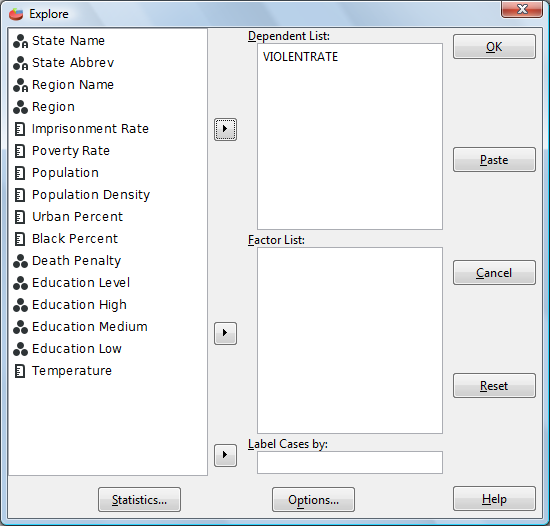 Explore
State Name
State Abbrev
Region Name
Region
Imprisonment Rate
Poverty Rate
Population
Population Density
Urban Percent
Black Percent
Death Penalty
Education Level
Education High
Education Medium
Education Low
Temperature
Dependent List:
VIOLENTRATE
Factor List:
Label Cases by:
OK
Paste
Cancel
Reset
Help
Statistics...
Options...